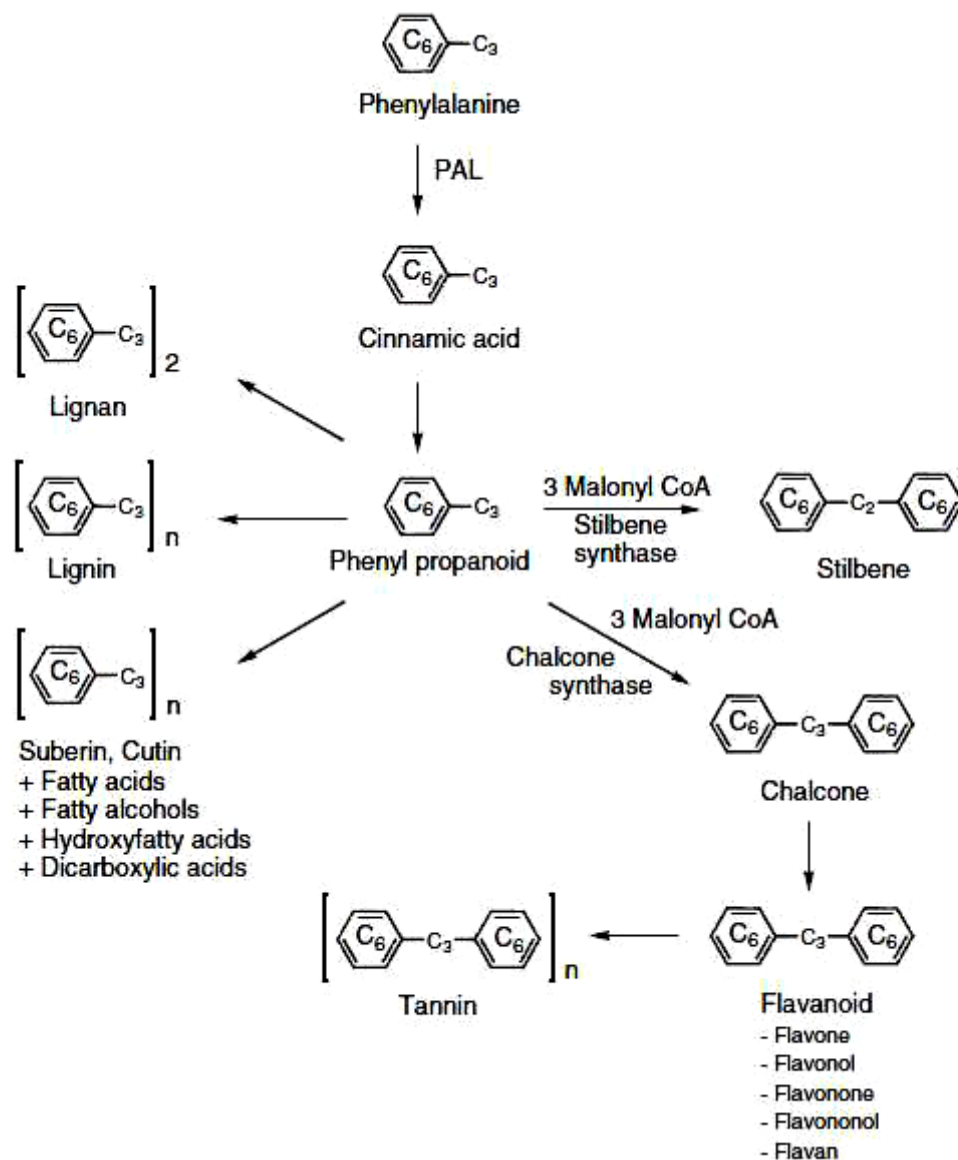 C6 C3
Phenylalanine
PAL
C6 C3
Cinnamic acid
C6 C3 2
Lignan
C6 C3 n
Lignin
C6 C3
Phenyl propanoid
3 Malonyl CoA
Stilbene
synthase
C6 C2 C6
Stilbene
3 Malonyl CoA
Chalcone
synthase
C6 C3 n
Suberin, Cutin
+ Fatty acids
+ Fatty alcohols
+ Hydroxyfatty acids
+ Dicarboxylic acids
C6 C3 C6
Chalcone
C6 C3 C6 n
Tannin
C6 C3 C6
Flavanoid
- Flavone
- Flavonol
- Flavonone
- Flavononol
- Flavan